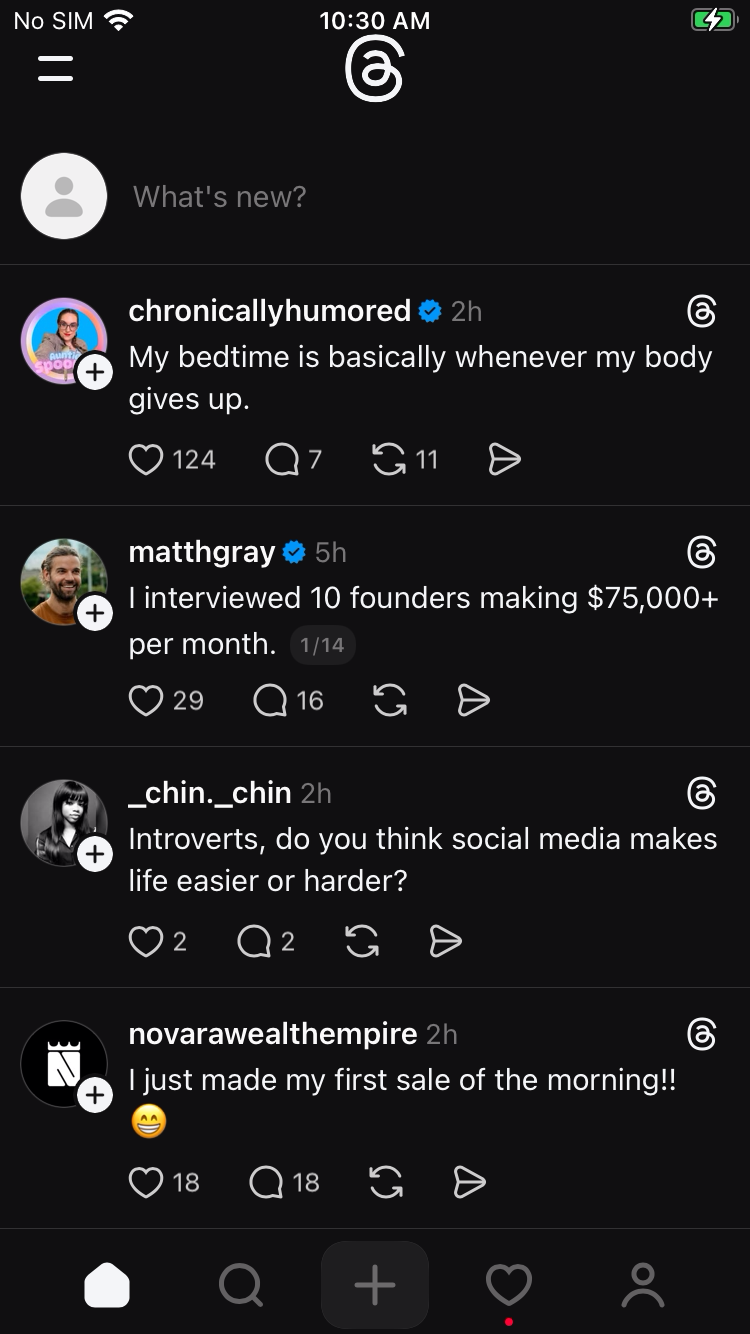 No SIM 10:30 AM
What's new?
chronicallyhumored 2h
My bedtime is basically whenever my body
gives up.
124 7 11
matthgray 5h
I interviewed 10 founders making $75,000+
per month. 1/14
29 16
_chin._chin 2h
Introverts, do you think social media makes
life easier or harder?
2 2
novarawealthempire 2h
I just made my first sale of the morning!!
😁
18 18